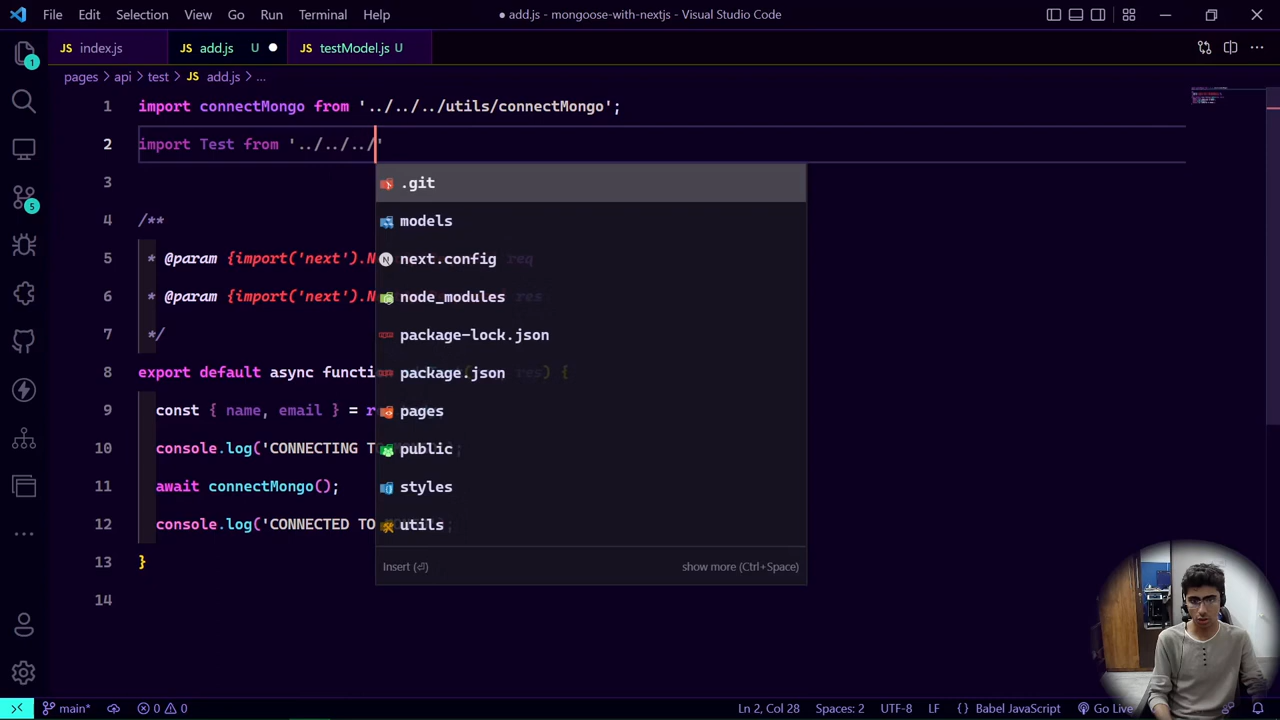 File Edit Selection View Go Run Terminal Help
● add.js - mongoose-with-nextjs - Visual Studio Code
JS index.js
JS add.js U ●
JS testModel.js U
pages > api > test > JS add.js > ...
1 import connectMongo from '../../../utils/connectMongo';
2 import Test from '../../../'
3
4 /**
5 * @param {import('next').N req
6 * @param {import('next').N res
7 */
8 export default async functi res) {
9 const { name, email } = r
10 console.log('CONNECTING T ;
11 await connectMongo();
12 console.log('CONNECTED TO ;
13 }
14
.git
models
next.config
node_modules
package-lock.json
package.json
pages
public
styles
utils
Insert (⏎) show more (Ctrl+Space)
1
5
main* 0 0 Ln 2, Col 28 Spaces: 2 UTF-8 LF {} Babel JavaScript Go Live